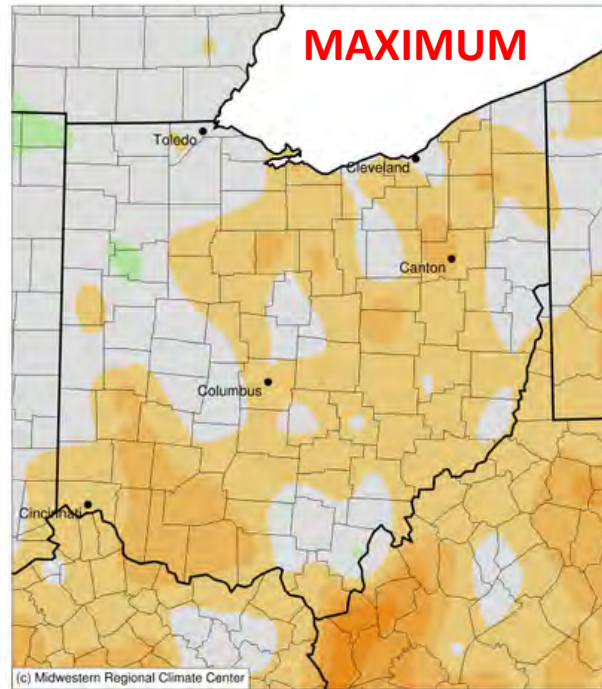 MAXIMUM
Toledo
Cleveland
Canton
Columbus
Cincinnati
(c) Midwestern Regional Climate Center